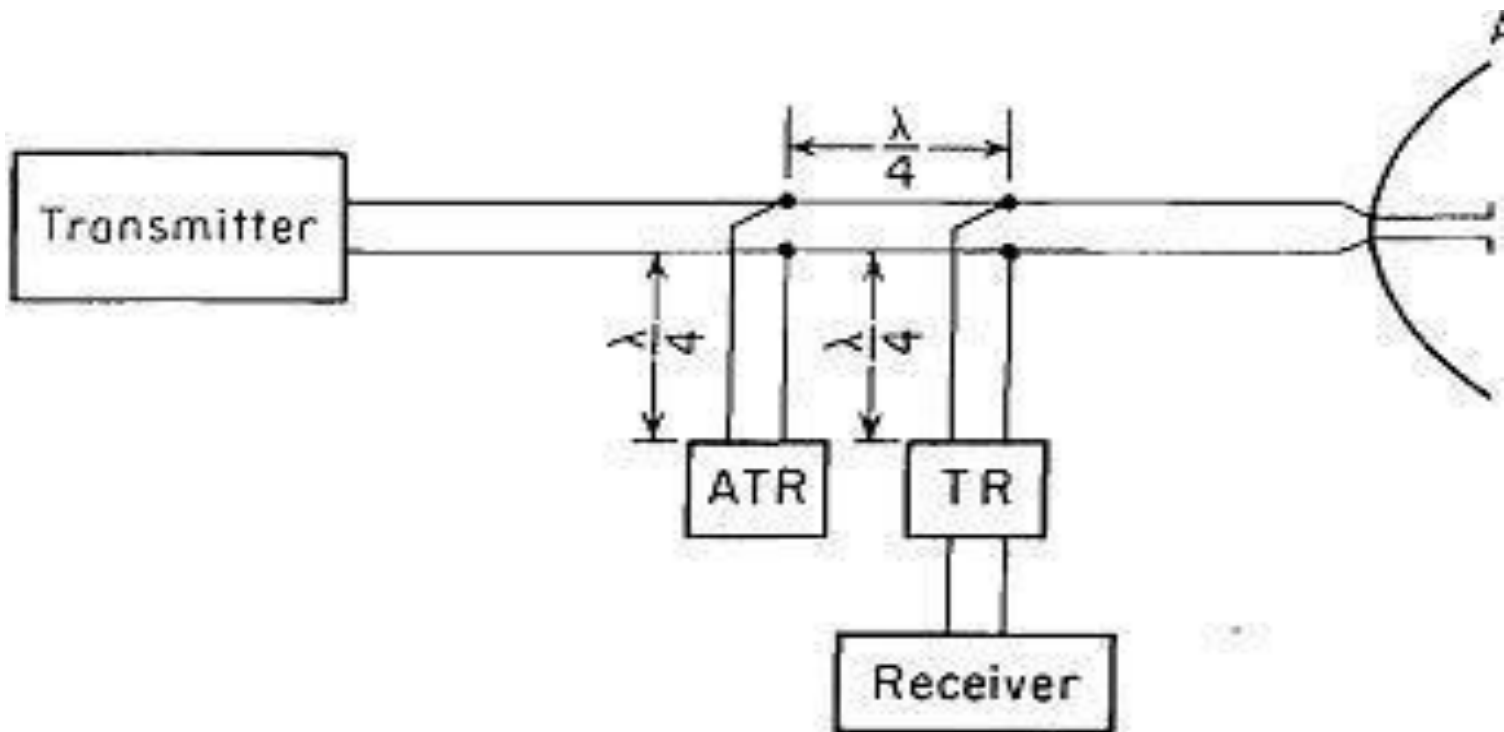 λ/4
Transmitter
λ/4
λ/4
ATR
TR
Receiver